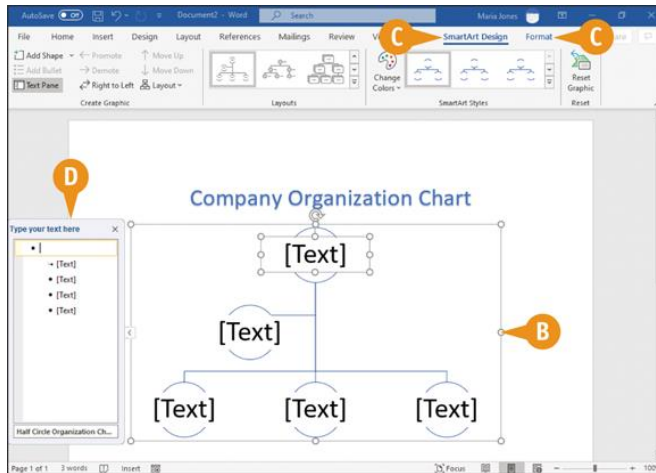 AutoSave Off Document2 - Word Search Maria Jones
File Home Insert Design Layout References Mailings Review SmartArt Design Format
Add Shape Promote Move Up
Add Bullet Demote Move Down
Text Pane Right to Left Layout
Change Colors
Reset Graphic
Create Graphic Layouts SmartArt Styles Reset
C
C
D
Company Organization Chart
Type your text here
[Text]
[Text]
[Text]
[Text]
[Text]
[Text]
B
[Text]
[Text]
[Text]
Half Circle Organization Ch...
Page 1 of 1 3 words Insert Focus